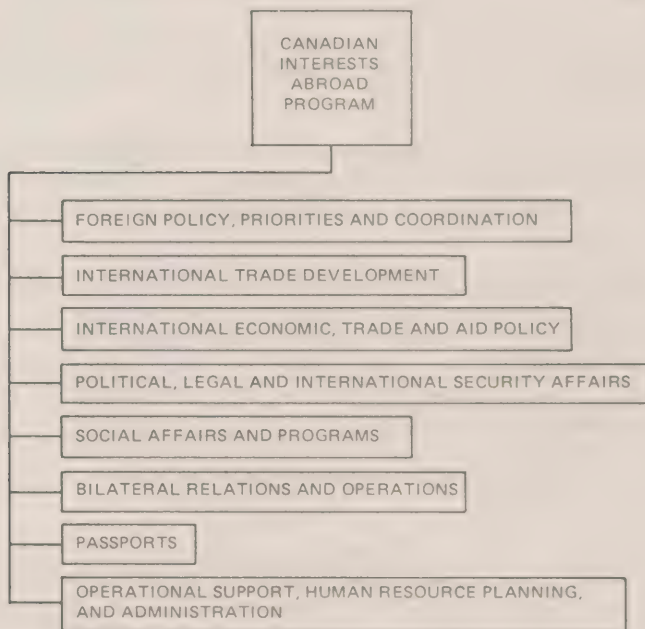 CANADIAN
INTERESTS
ABROAD
PROGRAM
FOREIGN POLICY, PRIORITIES AND COORDINATION
INTERNATIONAL TRADE DEVELOPMENT
INTERNATIONAL ECONOMIC, TRADE AND AID POLICY
POLITICAL, LEGAL AND INTERNATIONAL SECURITY AFFAIRS
SOCIAL AFFAIRS AND PROGRAMS
BILATERAL RELATIONS AND OPERATIONS
PASSPORTS
OPERATIONAL SUPPORT, HUMAN RESOURCE PLANNING,
AND ADMINISTRATION